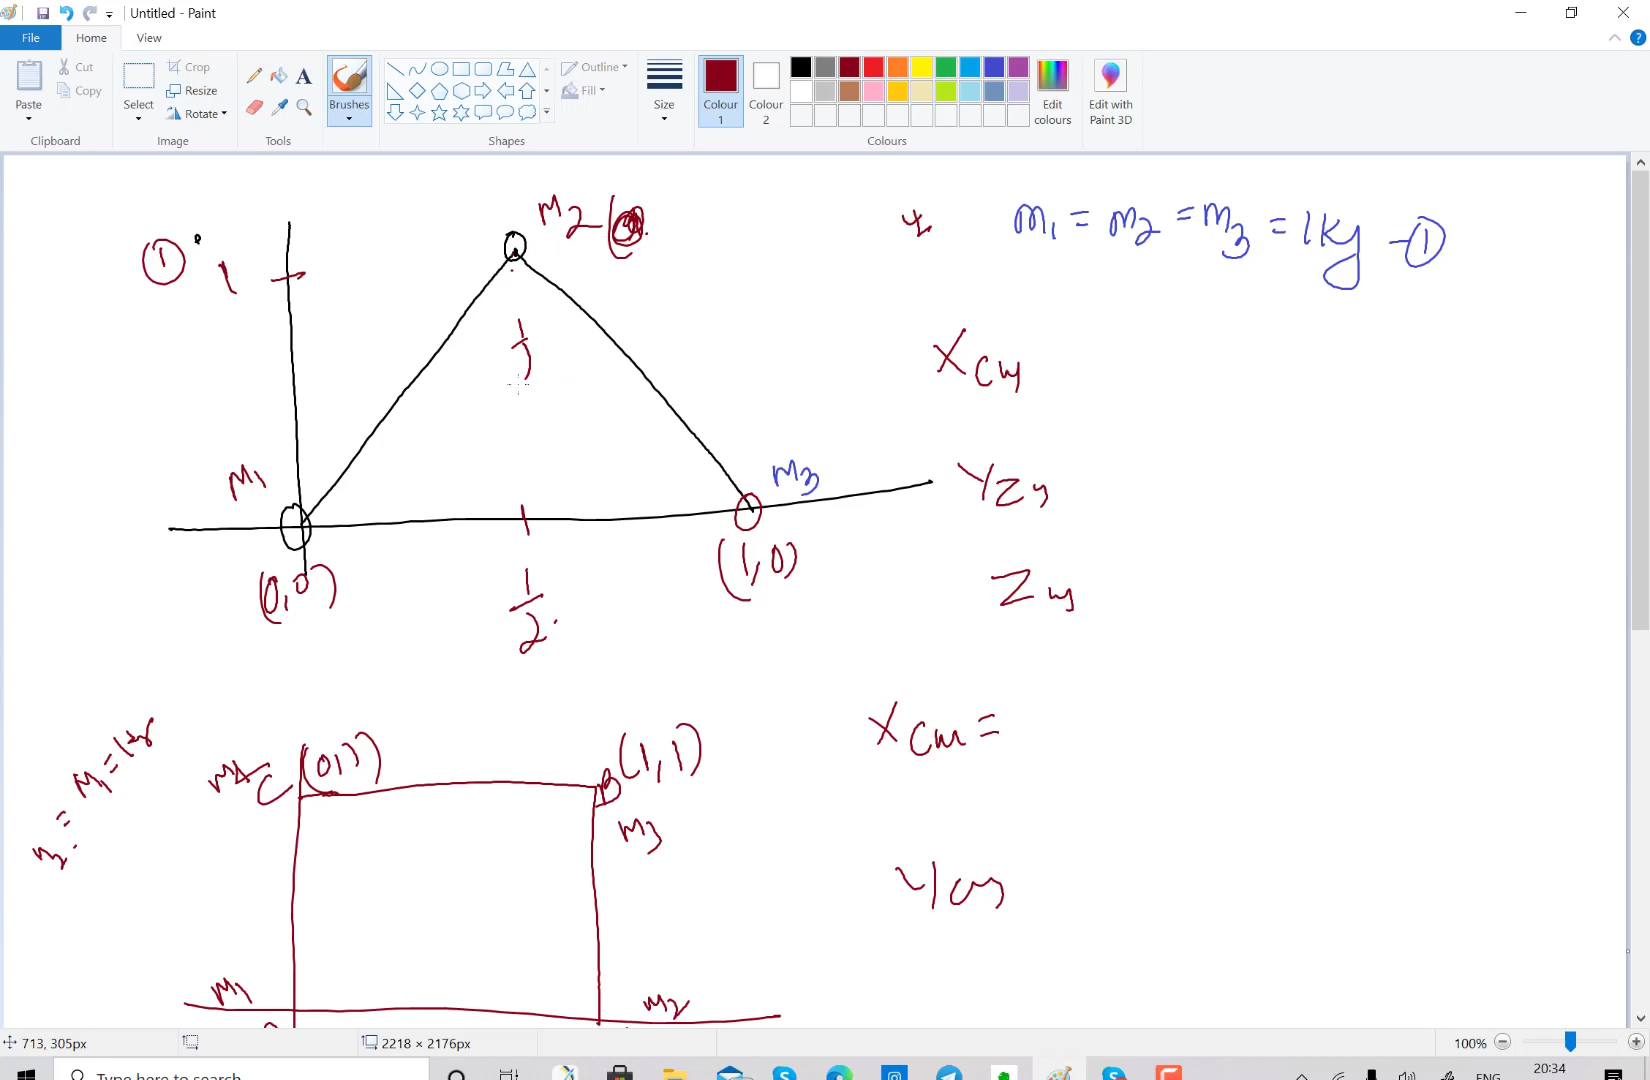 Untitled - Paint
File Home View
Cut
Copy
Paste
Clipboard
Crop
Resize
Rotate
Select
Image
Tools
Brushes
Outline
Fill
Shapes
Size
Colour 1
Colour 2
Edit colours
Edit with Paint 3D
Colours
M2
m1 = m2 = m3 = 1kg - 1
1
1
1
Xcm
M1
M3
(0,0)
(1,0)
1
2
M1 = 1kg
C
(0,1)
B
(1,1)
M3
Xcm =
Ycm
M1
M2
713, 305px
2218 × 2176px
100%
Type here to search
ENG
20:34